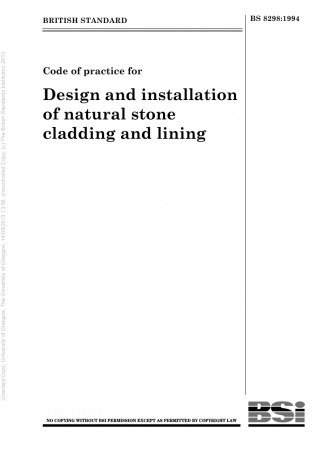 BRITISH STANDARD
BS 8298:1994
Code of practice for
Design and installation
of natural stone
cladding and lining
Licensed Copy: University of Glasgow, The University of Glasgow, 14/03/2013 13:36, Uncontrolled Copy, (c) The British Standards Institution 2013
NO COPYING WITHOUT BSI PERMISSION EXCEPT AS PERMITTED BY COPYRIGHT LAW
BSi